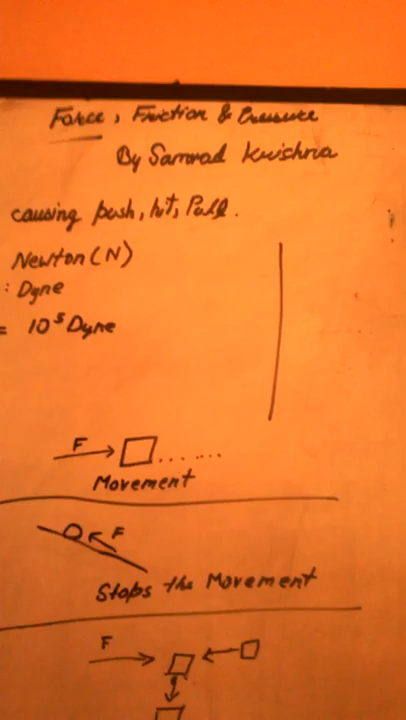 Force, Friction & Pressure
By Samrad Krishna
causing push, hit, Pull.
Newton (N)
: Dyne
= 10⁵ Dyne
F
Movement
F
Stops the Movement
F